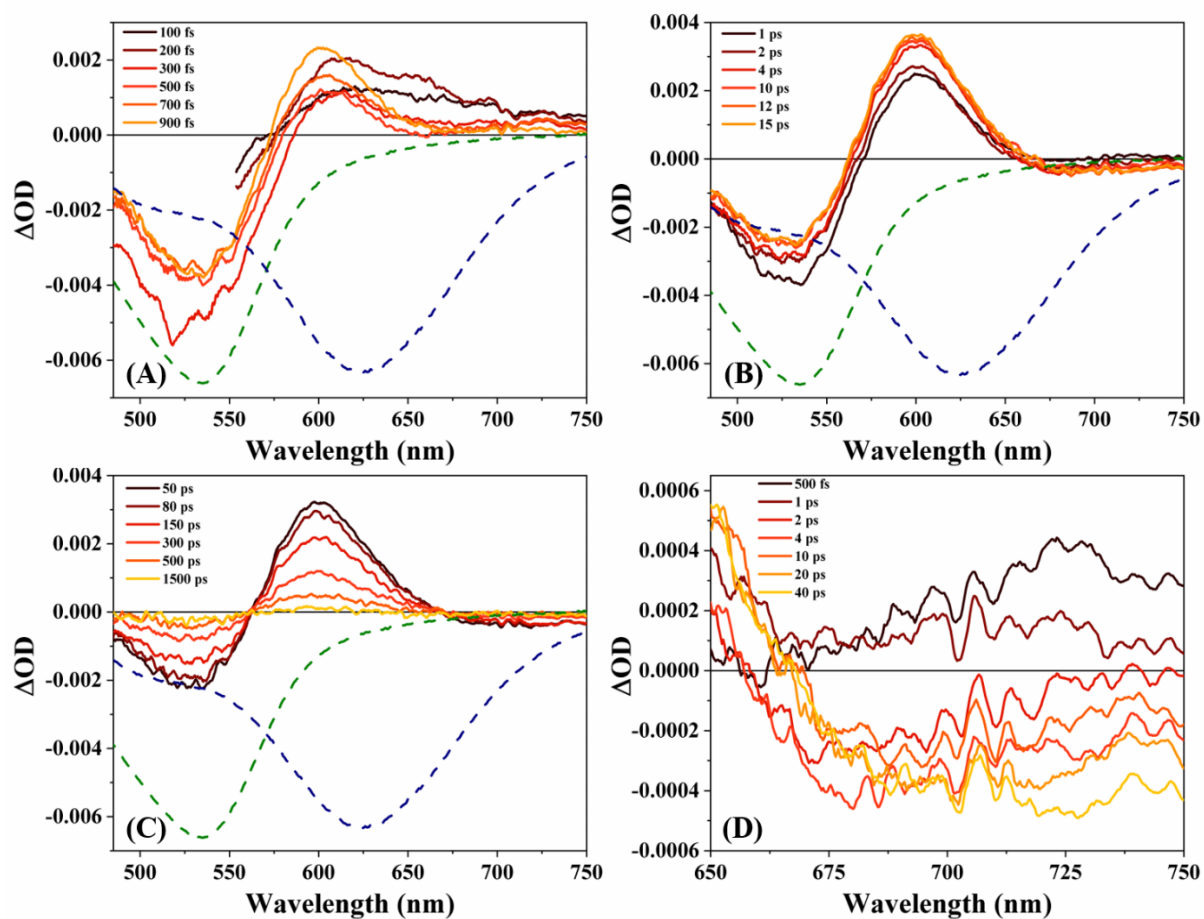 100 fs
200 fs
300 fs
500 fs
700 fs
900 fs
0.002
0.000
-0.002
-0.004
-0.006
ΔOD
(A)
500 550 600 650 700 750
Wavelength (nm)
1 ps
2 ps
4 ps
10 ps
12 ps
15 ps
0.004
0.002
0.000
-0.002
-0.004
-0.006
ΔOD
(B)
500 550 600 650 700 750
Wavelength (nm)
50 ps
80 ps
150 ps
300 ps
500 ps
1500 ps
0.004
0.002
0.000
-0.002
-0.004
-0.006
ΔOD
(C)
500 550 600 650 700 750
Wavelength (nm)
500 fs
1 ps
2 ps
4 ps
10 ps
20 ps
40 ps
0.0006
0.0004
0.0002
0.0000
-0.0002
-0.0004
-0.0006
ΔOD
(D)
650 675 700 725 750
Wavelength (nm)